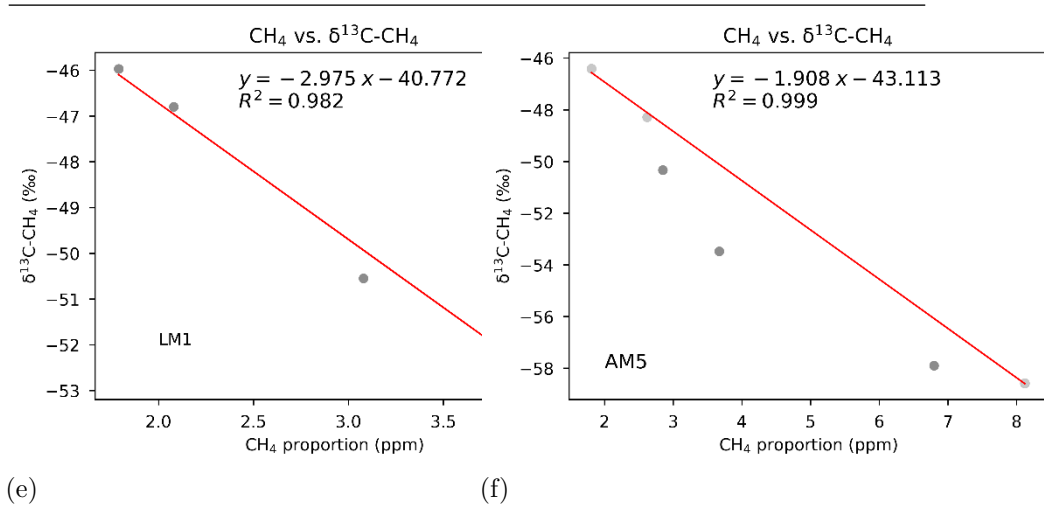 CH₄ vs. δ¹³C-CH₄
y = −2.975 x − 40.772
R² = 0.982
−46
−47
−48
−49
−50
−51
−52
−53
δ¹³C-CH₄ (‰)
LM1
2.0 2.5 3.0 3.5
CH₄ proportion (ppm)
(e)
CH₄ vs. δ¹³C-CH₄
y = −1.908 x − 43.113
R² = 0.999
−46
−48
−50
−52
−54
−56
−58
δ¹³C-CH₄ (‰)
AM5
2 3 4 5 6 7 8
CH₄ proportion (ppm)
(f)